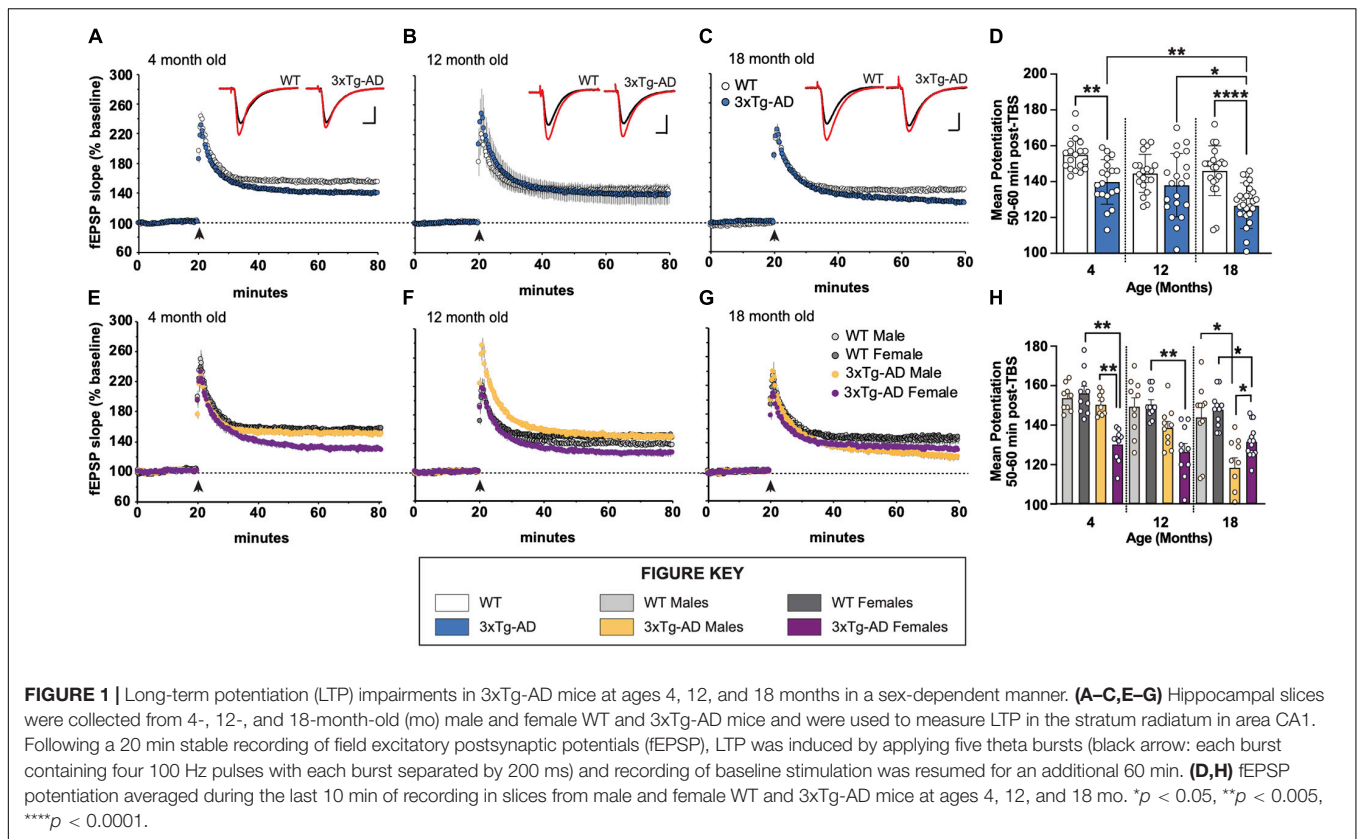 A
4 month old
WT
3xTg-AD
fEPSP slope (% baseline)
300
260
220
180
140
100
60
0
20
40
60
80
minutes
B
12 month old
WT
3xTg-AD
0
20
40
60
80
minutes
C
18 month old
WT
3xTg-AD
WT
3xTg-AD
0
20
40
60
80
minutes
D
Mean Potentiation
50-60 min post-TBS
200
180
160
140
120
100
**
**
*
****
4
12
18
Age (Months)
E
4 month old
fEPSP slope (% baseline)
300
260
220
180
140
100
60
0
20
40
60
80
minutes
F
12 month old
0
20
40
60
80
minutes
G
18 month old
WT Male
WT Female
3xTg-AD Male
3xTg-AD Female
0
20
40
60
80
minutes
H
Mean Potentiation
50-60 min post-TBS
180
160
140
120
100
**
**
**
*
*
*
4
12
18
Age (Months)
FIGURE KEY
WT
WT Males
WT Females
3xTg-AD
3xTg-AD Males
3xTg-AD Females
FIGURE 1 | Long-term potentiation (LTP) impairments in 3xTg-AD mice at ages 4, 12, and 18 months in a sex-dependent manner. (A–C,E–G) Hippocampal slices
were collected from 4-, 12-, and 18-month-old (mo) male and female WT and 3xTg-AD mice and were used to measure LTP in the stratum radiatum in area CA1.
Following a 20 min stable recording of field excitatory postsynaptic potentials (fEPSP), LTP was induced by applying five theta bursts (black arrow: each burst
containing four 100 Hz pulses with each burst separated by 200 ms) and recording of baseline stimulation was resumed for an additional 60 min. (D,H) fEPSP
potentiation averaged during the last 10 min of recording in slices from male and female WT and 3xTg-AD mice at ages 4, 12, and 18 mo. *p < 0.05, **p < 0.005,
****p < 0.0001.